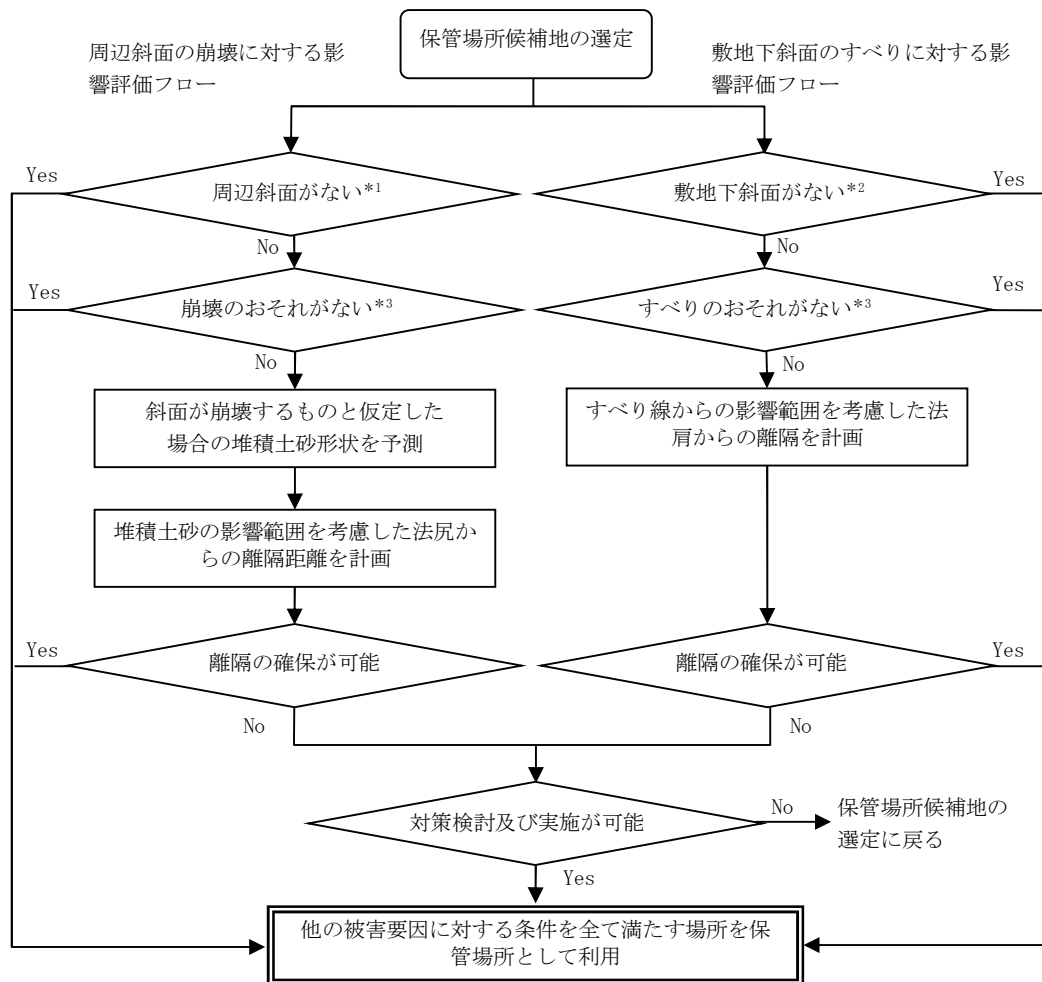 保管場所候補地の選定
周辺斜面の崩壊に対する影
響評価フロー
敷地下斜面のすべりに対する影
響評価フロー
Yes
周辺斜面がない*1
No
敷地下斜面がない*2
Yes
No
Yes
崩壊のおそれがない*3
No
すべりのおそれがない*3
Yes
No
斜面が崩壊するものと仮定した
場合の堆積土砂形状を予測
すべり線からの影響範囲を考慮した法
肩からの離隔を計画
堆積土砂の影響範囲を考慮した法尻か
らの離隔距離を計画
Yes
離隔の確保が可能
No
離隔の確保が可能
Yes
No
対策検討及び実施が可能
No
保管場所候補地の
選定に戻る
Yes
他の被害要因に対する条件を全て満たす場所を保
管場所として利用